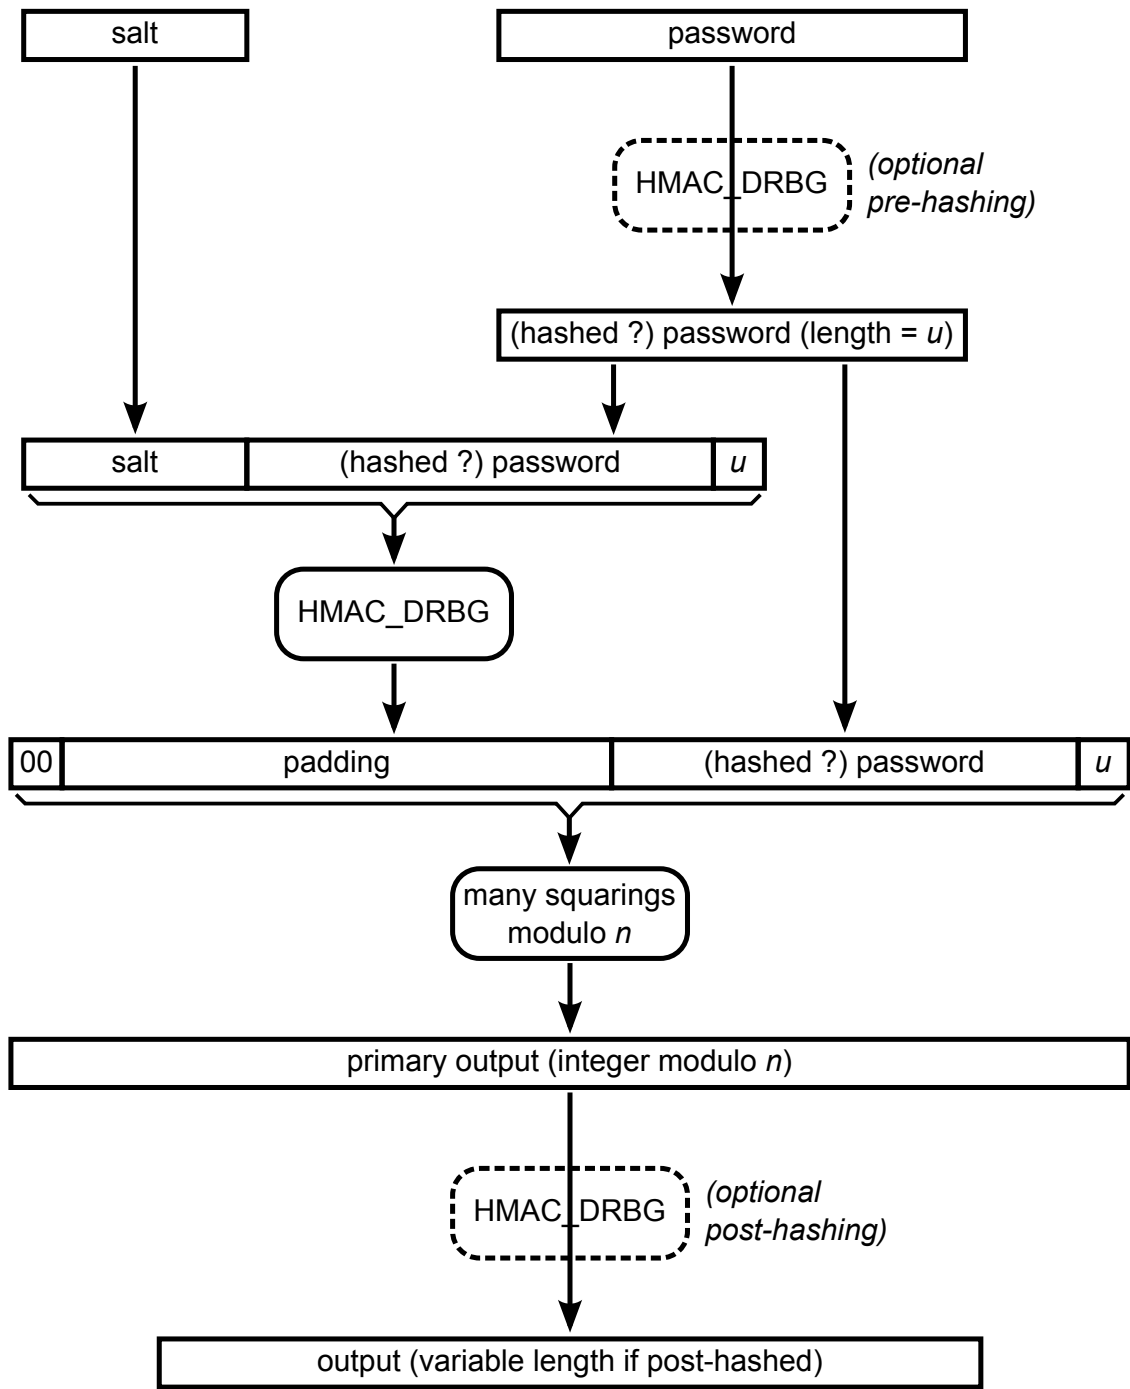 salt
password
HMAC_DRBG
(optional
pre-hashing)
(hashed ?) password (length = u)
salt
(hashed ?) password
u
HMAC_DRBG
00
padding
(hashed ?) password
u
many squarings
modulo n
primary output (integer modulo n)
HMAC_DRBG
(optional
post-hashing)
output (variable length if post-hashed)